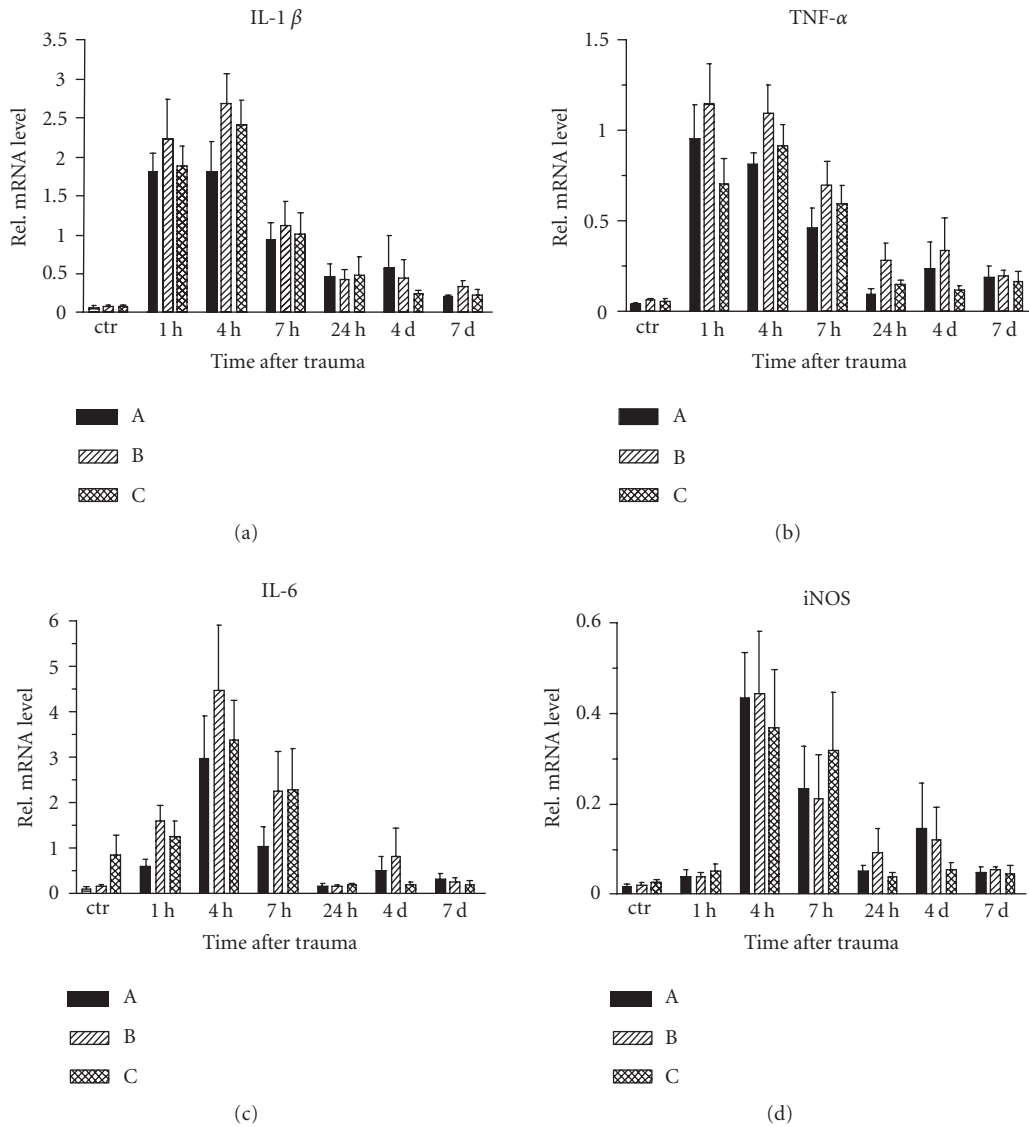 IL-1 β
3.5
3
2.5
2
1.5
1
0.5
0
Rel. mRNA level
ctr 1 h 4 h 7 h 24 h 4 d 7 d
Time after trauma
A
B
C
(a)
TNF-α
1.5
1
0.5
0
Rel. mRNA level
ctr 1 h 4 h 7 h 24 h 4 d 7 d
Time after trauma
A
B
C
(b)
IL-6
6
5
4
3
2
1
0
Rel. mRNA level
ctr 1 h 4 h 7 h 24 h 4 d 7 d
Time after trauma
A
B
C
(c)
iNOS
0.6
0.4
0.2
0
Rel. mRNA level
ctr 1 h 4 h 7 h 24 h 4 d 7 d
Time after trauma
A
B
C
(d)